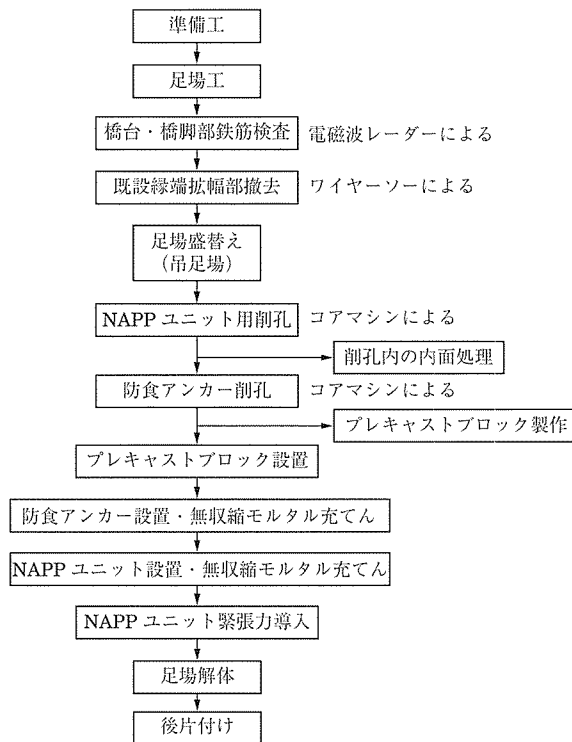 準備工
足場工
橋台・橋脚部鉄筋検査 電磁波レーダーによる
既設縁端拡幅部撤去 ワイヤーソーによる
足場盛替え
(吊足場)
NAPP ユニット用削孔 コアマシンによる
削孔内の内面処理
防食アンカー削孔 コアマシンによる
プレキャストブロック製作
プレキャストブロック設置
防食アンカー設置・無収縮モルタル充てん
NAPP ユニット設置・無収縮モルタル充てん
NAPP ユニット緊張力導入
足場解体
後片付け